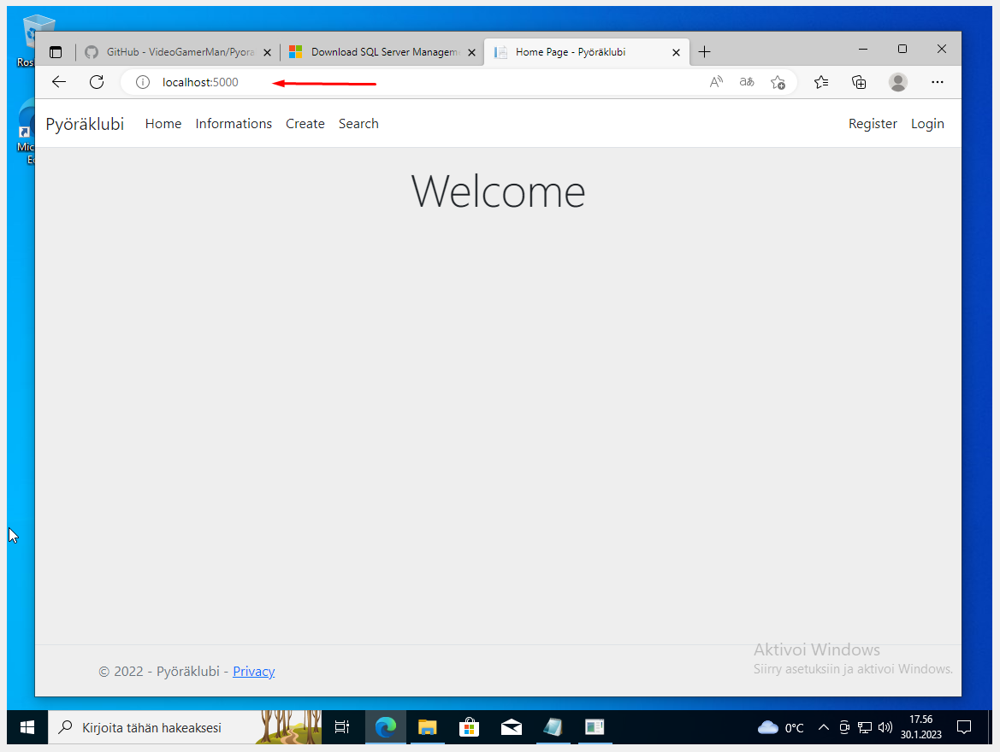 Ros
GitHub - VideoGamerMan/Pyora
Download SQL Server Managem
Home Page - Pyöräklubi
localhost:5000
Mic
Ed
Pyöräklubi
Home
Informations
Create
Search
Register
Login
Welcome
© 2022 - Pyöräklubi - Privacy
Aktivoi Windows
Siirry asetuksiin ja aktivoi Windows.
Kirjoita tähän hakeaksesi
0°C
17.56
30.1.2023